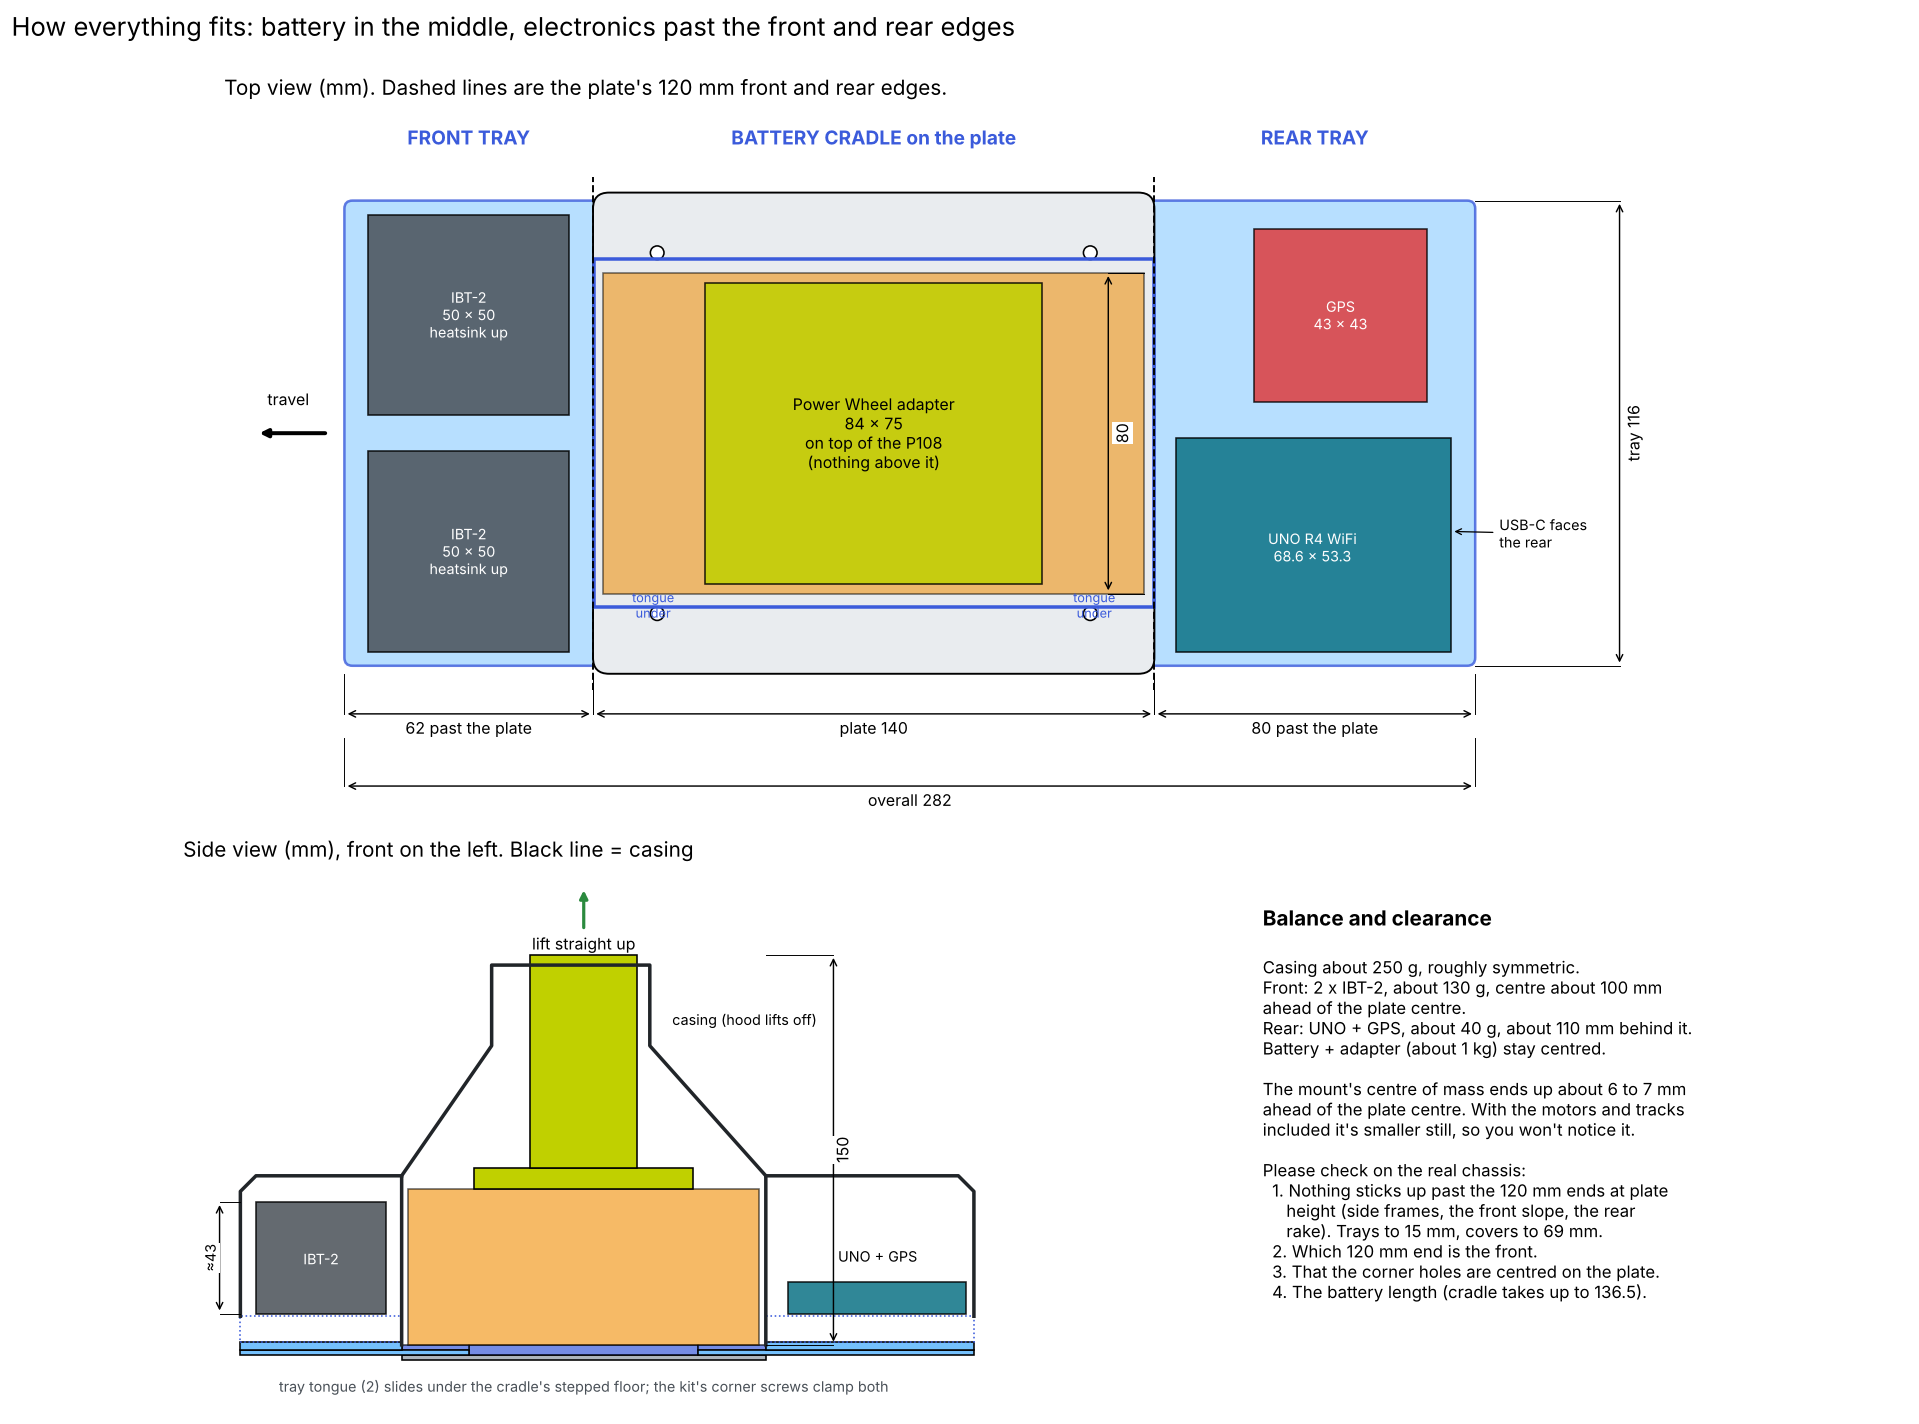 How everything fits: battery in the middle, electronics past the front and rear edges
Top view (mm). Dashed lines are the plate's 120 mm front and rear edges.
FRONT TRAY
BATTERY CRADLE on the plate
REAR TRAY
IBT-2
50 × 50
heatsink up
GPS
43 × 43
travel
Power Wheel adapter
84 × 75
on top of the P108
(nothing above it)
80
tray 116
IBT-2
50 × 50
heatsink up
UNO R4 WiFi
68.6 × 53.3
USB-C faces
the rear
tongue
under
tongue
under
62 past the plate
plate 140
80 past the plate
overall 282
Side view (mm), front on the left. Black line = casing
lift straight up
casing (hood lifts off)
150
≈43
IBT-2
UNO + GPS
tray tongue (2) slides under the cradle's stepped floor; the kit's corner screws clamp both
Balance and clearance
Casing about 250 g, roughly symmetric.
Front: 2 x IBT-2, about 130 g, centre about 100 mm
ahead of the plate centre.
Rear: UNO + GPS, about 40 g, about 110 mm behind it.
Battery + adapter (about 1 kg) stay centred.
The mount's centre of mass ends up about 6 to 7 mm
ahead of the plate centre. With the motors and tracks
included it's smaller still, so you won't notice it.
Please check on the real chassis:
1. Nothing sticks up past the 120 mm ends at plate
height (side frames, the front slope, the rear
rake). Trays to 15 mm, covers to 69 mm.
2. Which 120 mm end is the front.
3. That the corner holes are centred on the plate.
4. The battery length (cradle takes up to 136.5).